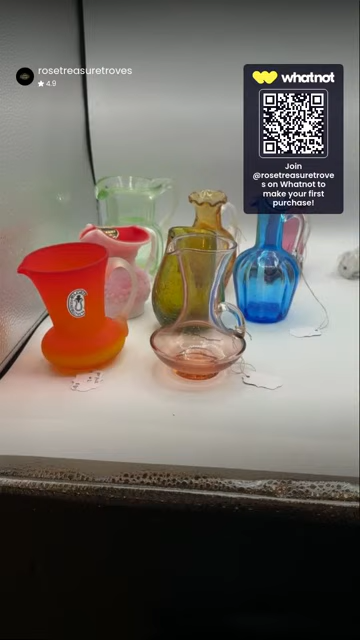 rosetreasuretroves
4.9
whatnot
Join
@rosetreasuretrove
s on Whatnot to
make your first
purchase!